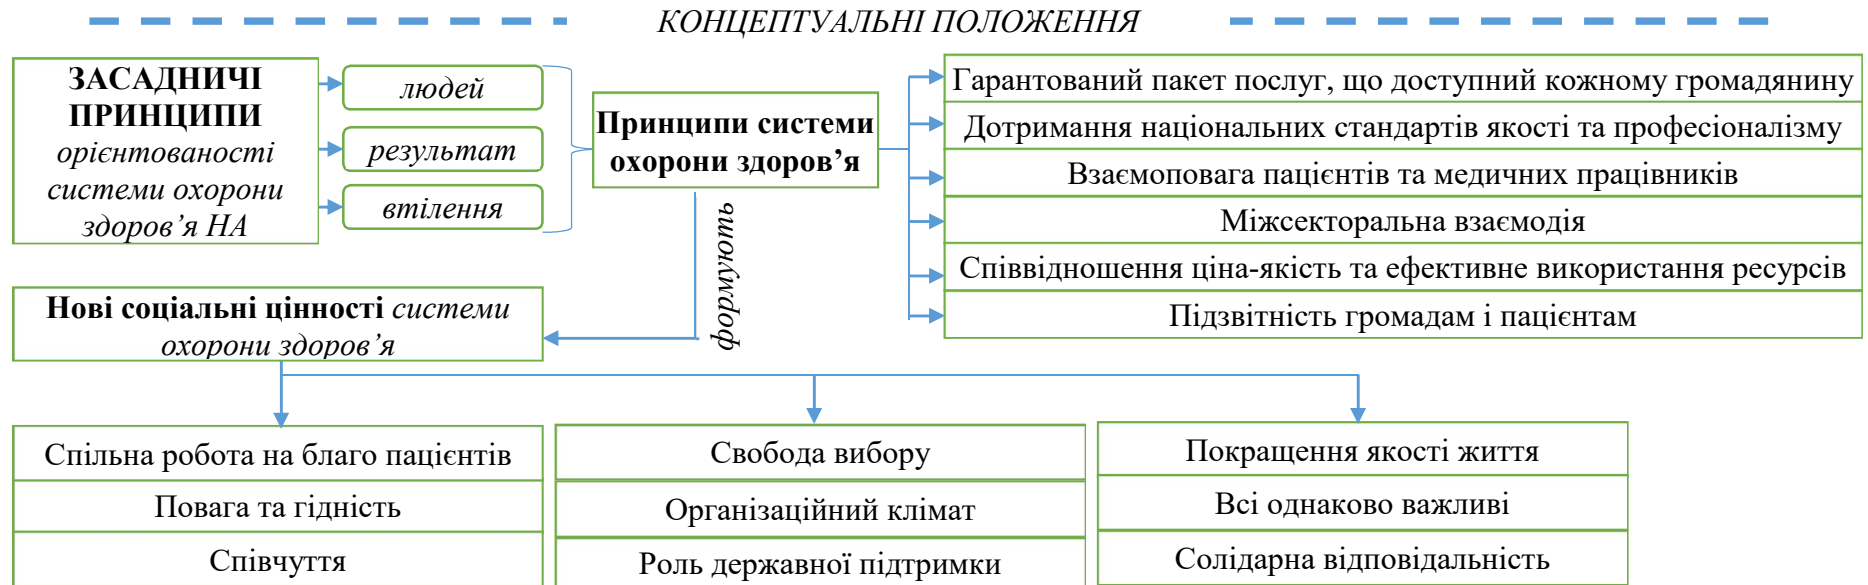 КОНЦЕПТУАЛЬНІ ПОЛОЖЕННЯ
ЗАСАДНИЧІ
ПРИНЦИПИ
орієнтованості
системи охорони
здоров’я НА
людей
результат
втілення
Принципи системи
охорони здоров’я
Гарантований пакет послуг, що доступний кожному громадянину
Дотримання національних стандартів якості та професіоналізму
Взаємоповага пацієнтів та медичних працівників
Міжсекторальна взаємодія
Співвідношення ціна-якість та ефективне використання ресурсів
Підзвітність громадам і пацієнтам
формують
Нові соціальні цінності системи
охорони здоров’я
Спільна робота на благо пацієнтів
Повага та гідність
Співчуття
Свобода вибору
Організаційний клімат
Роль державної підтримки
Покращення якості життя
Всі однаково важливі
Солідарна відповідальність